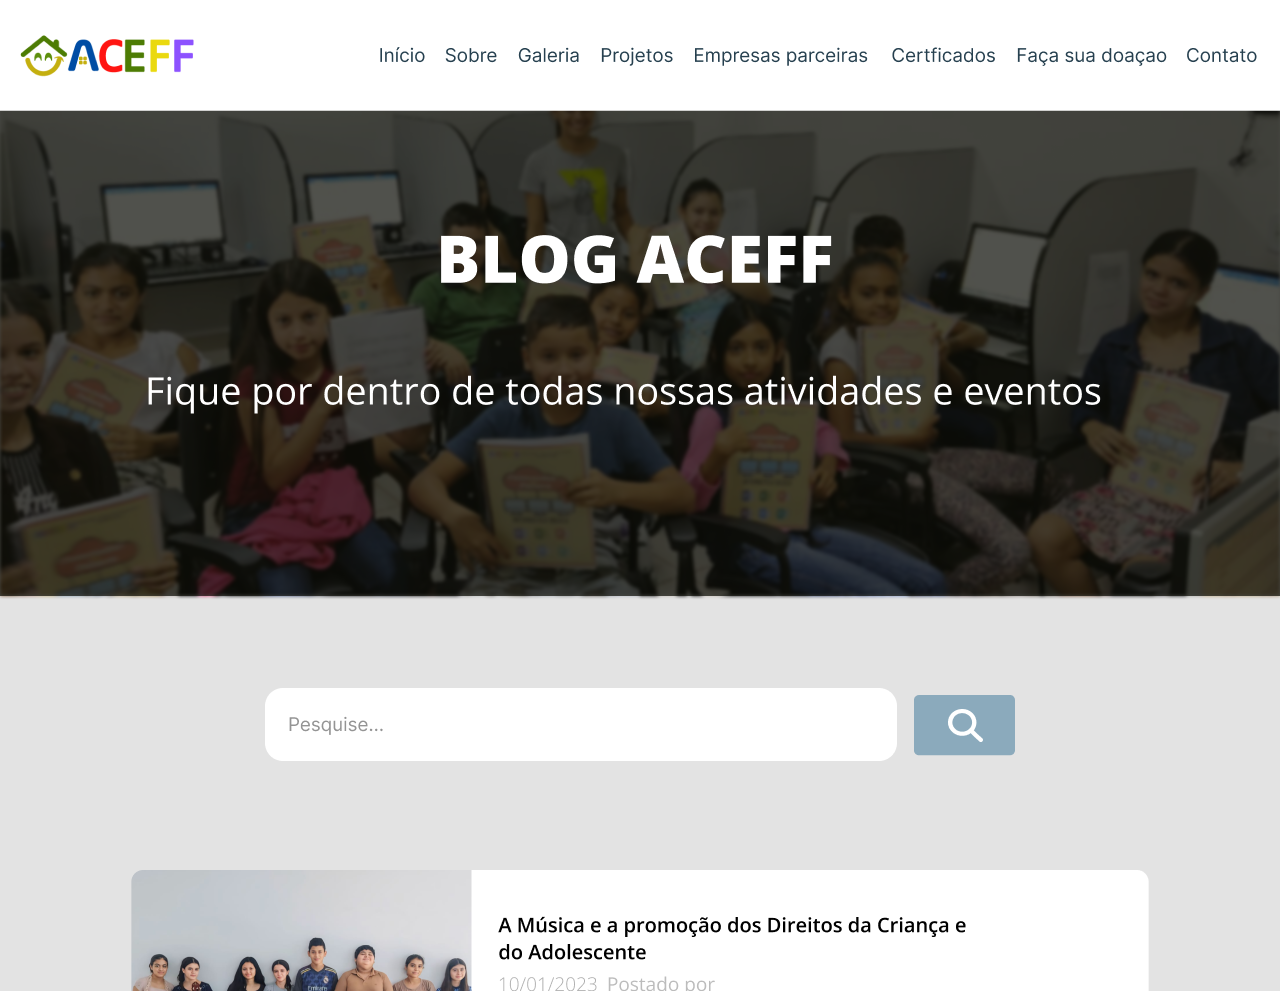 ACEFF
Início Sobre Galeria Projetos Empresas parceiras Certficados Faça sua doaçao Contato
BLOG ACEFF
Fique por dentro de todas nossas atividades e eventos
Pesquise...
A Música e a promoção dos Direitos da Criança e
do Adolescente
10/01/2023 Postado por